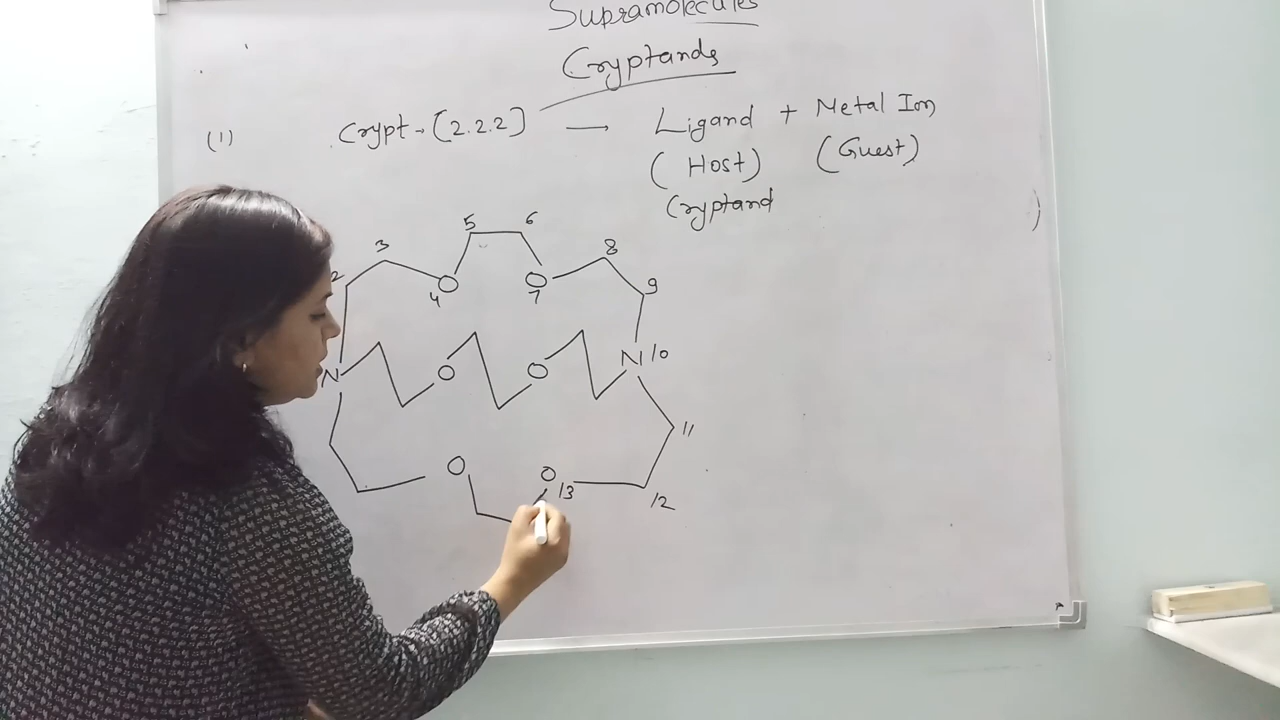 Supramolecules
Cryptands
(1) Crypt-[2.2.2] — Ligand + Metal Ion
(Host) (Guest)
Cryptand )
5 6
3 8
2 O O 9
4 7
N O O N 10
11
O O 13
12